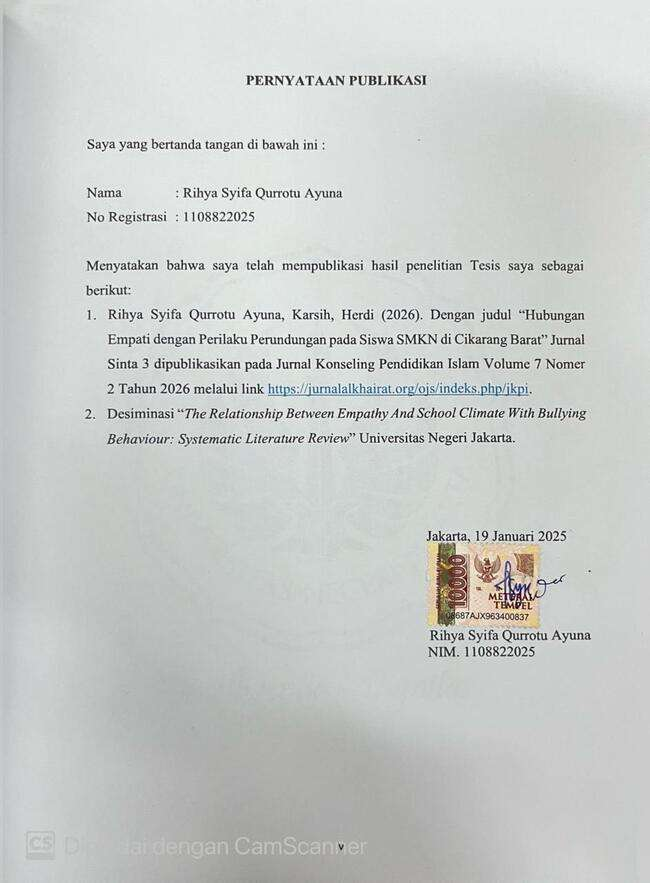 PERNYATAAN PUBLIKASI
Saya yang bertanda tangan di bawah ini :
Nama : Rihya Syifa Qurrotu Ayuna
No Registrasi : 1108822025
Menyatakan bahwa saya telah mempublikasi hasil penelitian Tesis saya sebagai
berikut:
1. Rihya Syifa Qurrotu Ayuna, Karsih, Herdi (2026). Dengan judul “Hubungan
Empati dengan Perilaku Perundungan pada Siswa SMKN di Cikarang Barat” Jurnal
Sinta 3 dipublikasikan pada Jurnal Konseling Pendidikan Islam Volume 7 Nomer
2 Tahun 2026 melalui link https://jurnalalkhairat.org/ojs/indeks.php/jkpi.
2. Desiminasi “The Relationship Between Empathy And School Climate With Bullying
Behaviour: Systematic Literature Review” Universitas Negeri Jakarta.
Jakarta, 19 Januari 2025
10000
METERAI
TEMPEL
08687AJX963400837
Rihya Syifa Qurrotu Ayuna
NIM. 1108822025
v
CS Dipindai dengan CamScanner